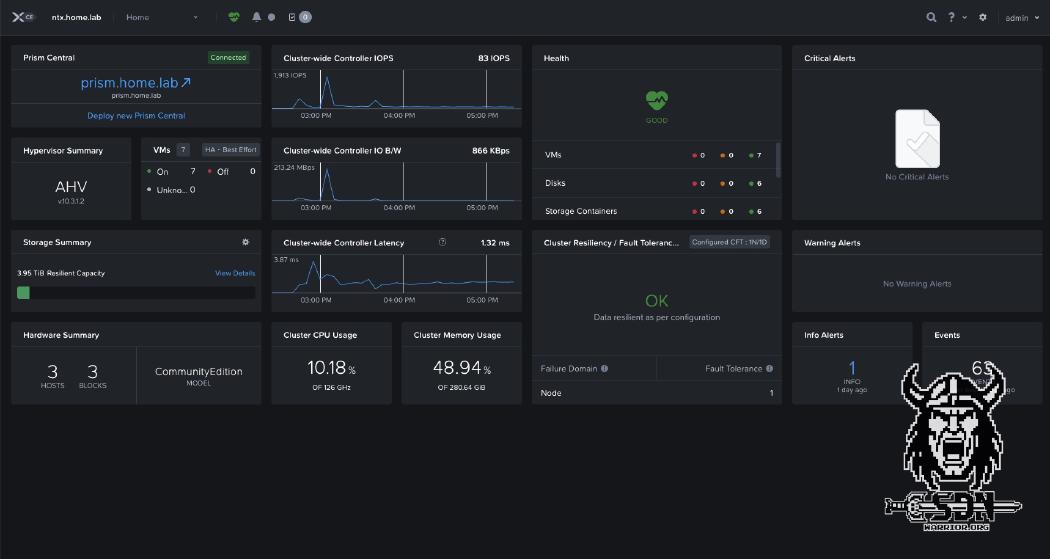 X CE
ntx.home.lab
Home
0
?
admin
Prism Central
Connected
prism.home.lab
prism.home.lab
Deploy new Prism Central
Cluster-wide Controller IOPS
83 IOPS
1,913 IOPS
03:00 PM
04:00 PM
05:00 PM
Health
GOOD
VMs
0
0
7
Disks
0
0
6
Storage Containers
0
0
6
Critical Alerts
No Critical Alerts
Hypervisor Summary
AHV
v10.3.1.2
VMs
7
HA - Best Effort
On
7
Off
0
Unkno...
0
Cluster-wide Controller IO B/W
866 KBps
213.24 MBps
03:00 PM
04:00 PM
05:00 PM
Storage Summary
3.95 TiB Resilient Capacity
View Details
Cluster-wide Controller Latency
?
1.32 ms
3.87 ms
03:00 PM
04:00 PM
05:00 PM
Cluster Resiliency / Fault Toleranc...
Configured CFT : 1N/1D
OK
Data resilient as per configuration
Failure Domain
Fault Tolerance
Node
1
Warning Alerts
No Warning Alerts
Hardware Summary
3
HOSTS
3
BLOCKS
CommunityEdition
MODEL
Cluster CPU Usage
10.18 %
OF 126 GHz
Cluster Memory Usage
48.94 %
OF 280.64 GiB
Info Alerts
1
INFO
1 day ago
Events
SDN
WARRIOR.ORG